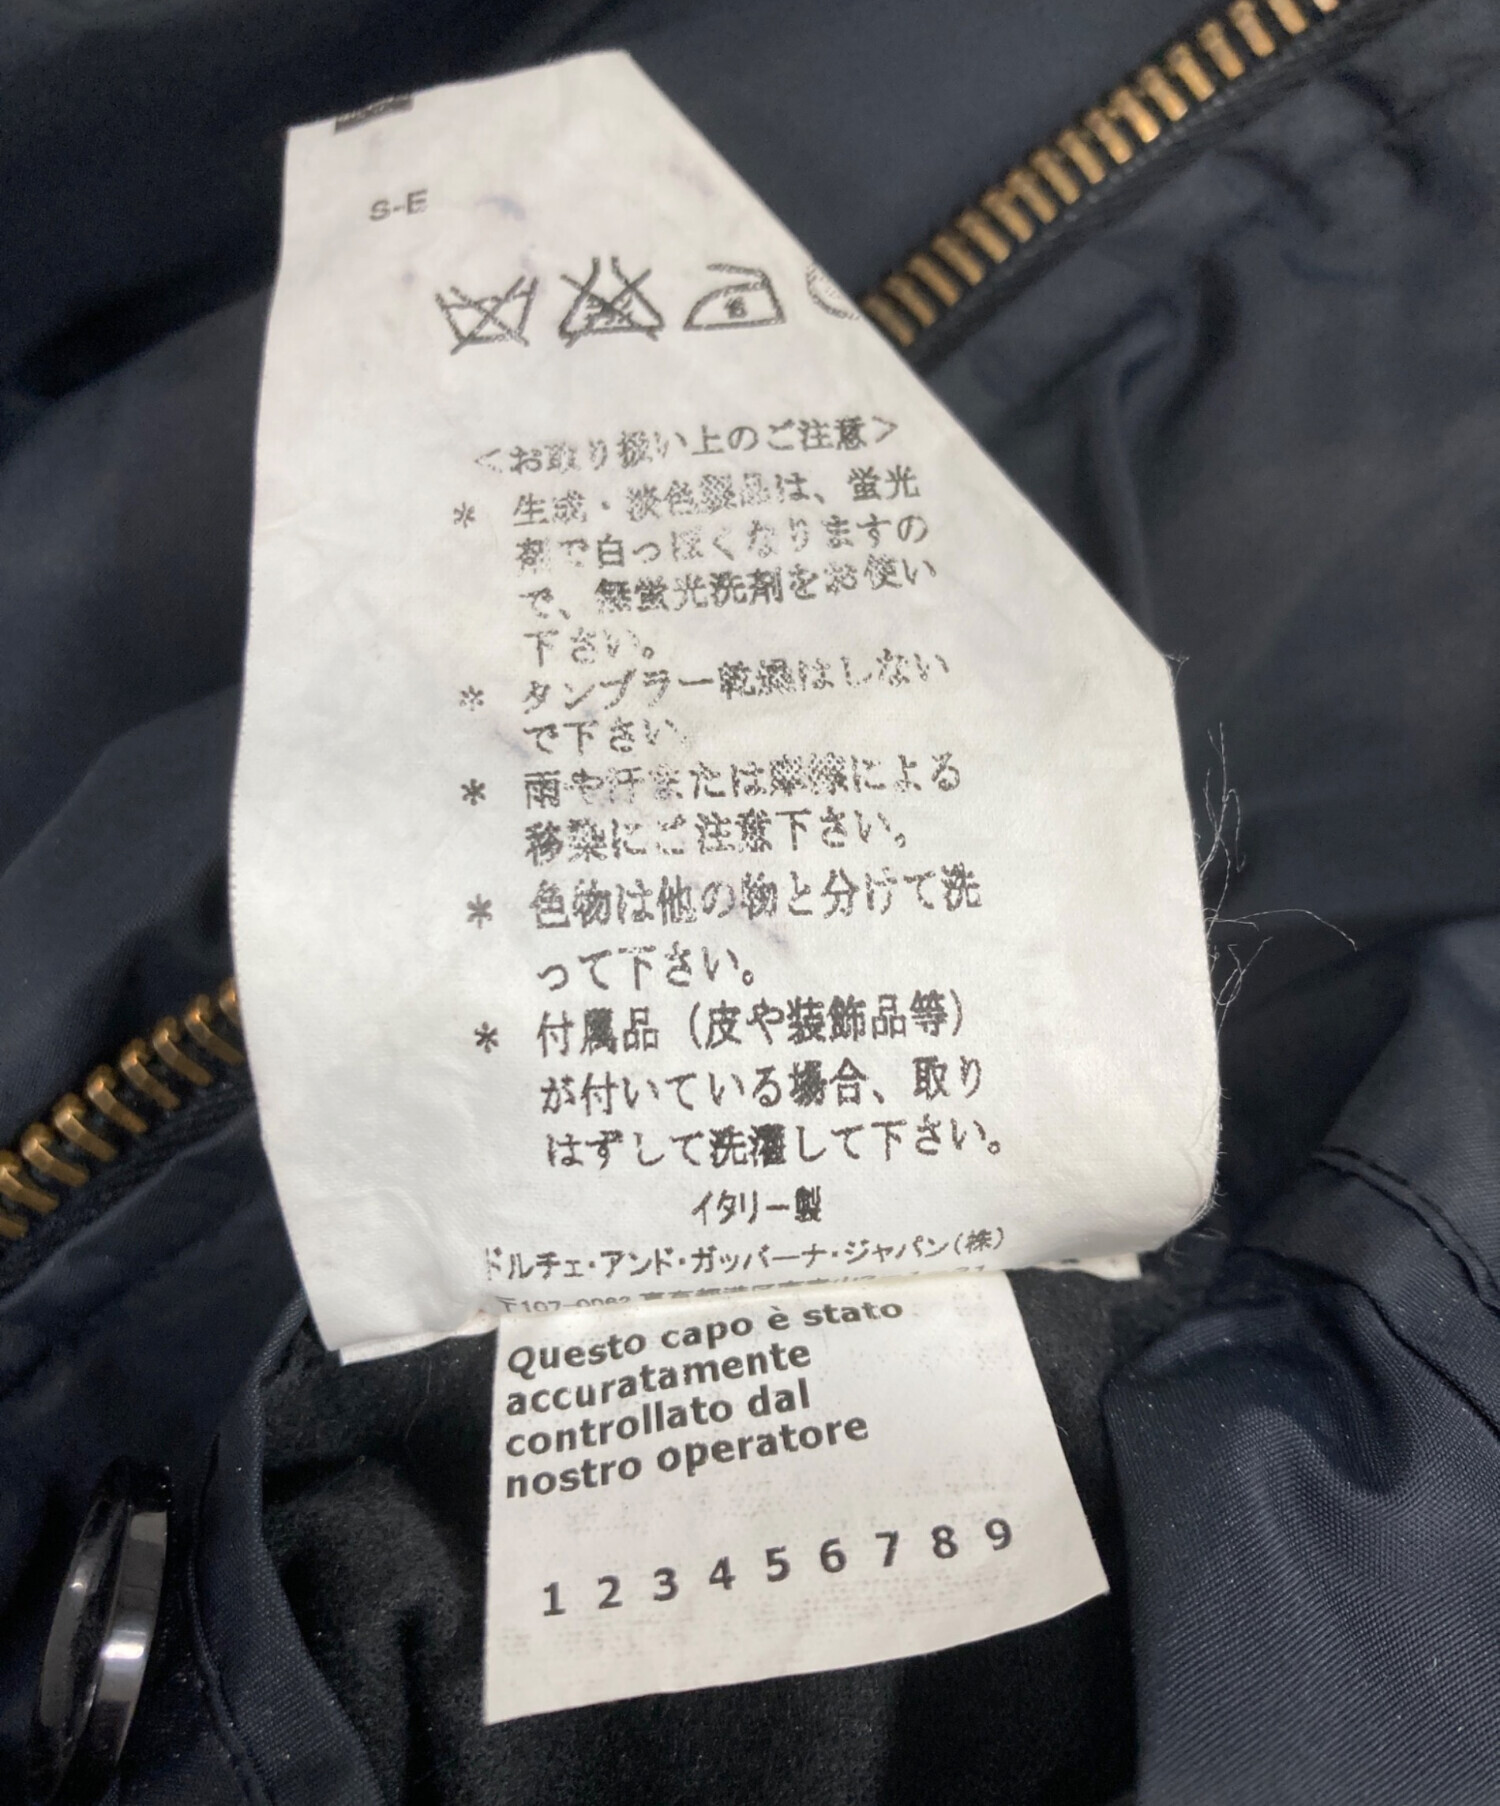 S-E
<お取り扱い上のご注意>
* 生成・淡色製品は、蛍光
剤で白っぽくなりますの
で、無蛍光洗剤をお使い
下さい。
* タンブラー乾燥はしない
で下さい。
* 雨や汗または摩擦による
移染にご注意下さい。
* 色物は他の物と分けて洗
って下さい。
* 付属品(皮や装飾品等)
が付いている場合、取り
はずして洗濯して下さい。
イタリー製
ドルチェ・アンド・ガッバーナ・ジャパン(株)
Questo capo è stato
accuratamente
controllato dal
nostro operatore
1 2 3 4 5 6 7 8 9